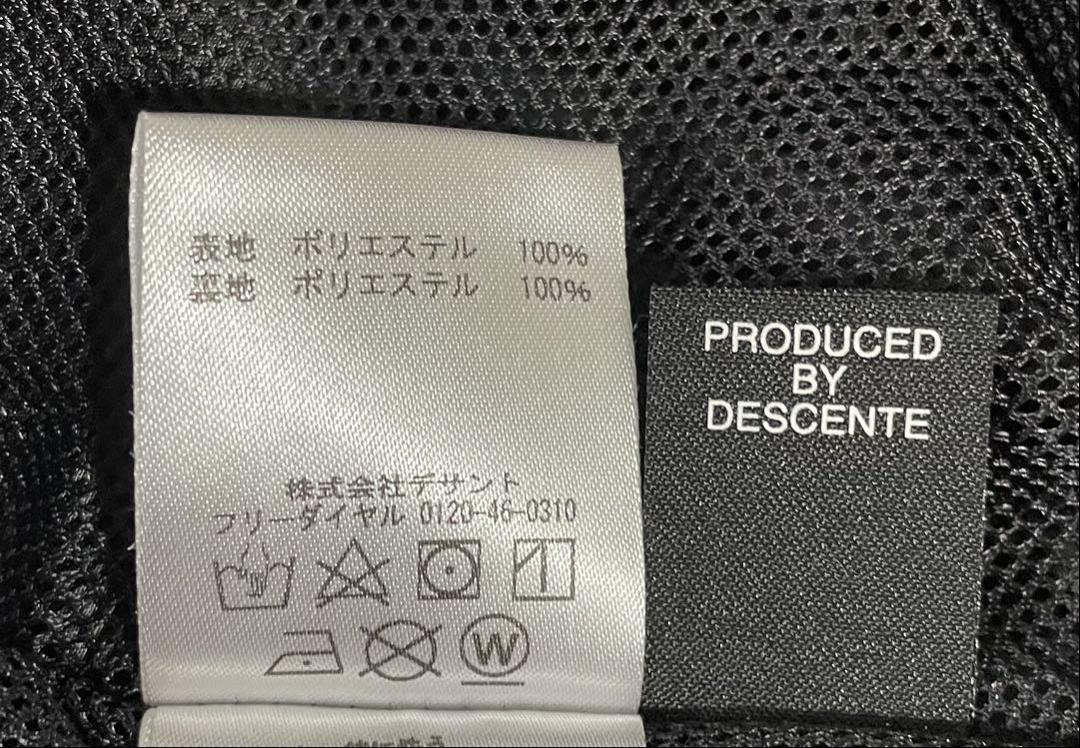 表地 ポリエステル 100%
裏地 ポリエステル 100%
株式会社デサント
フリーダイヤル 0120-46-0310
W
PRODUCED
BY
DESCENTE